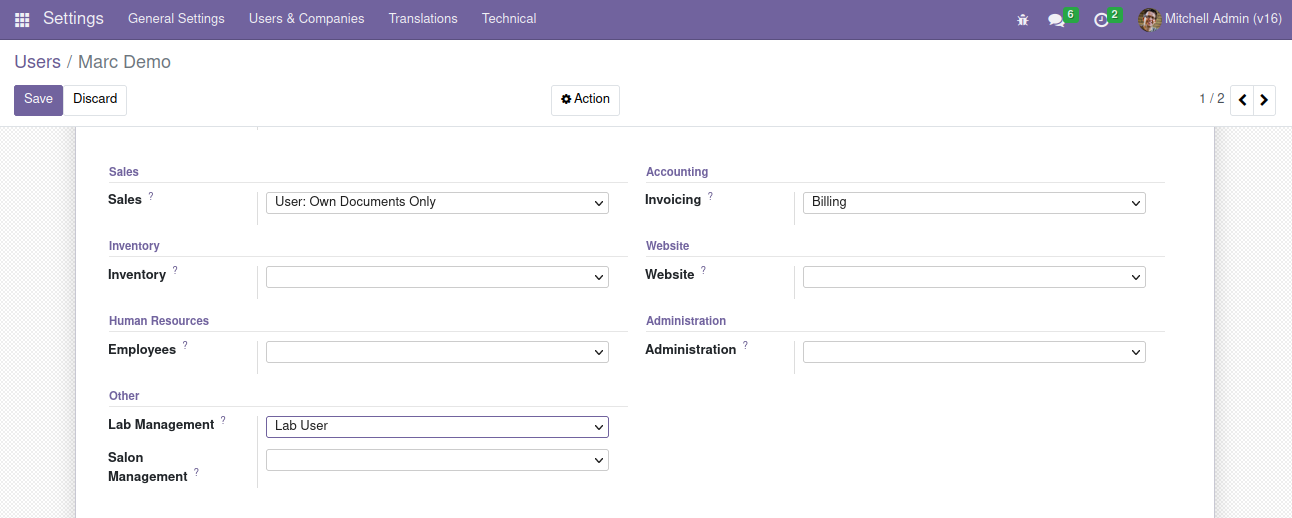 Settings General Settings Users & Companies Translations Technical 6 2 Mitchell Admin (v16)
Users / Marc Demo
Save Discard Action 1 / 2
Sales Accounting
Sales ? User: Own Documents Only Invoicing ? Billing
Inventory Website
Inventory ? Website ?
Human Resources Administration
Employees ? Administration ?
Other
Lab Management ? Lab User
Salon
Management ?